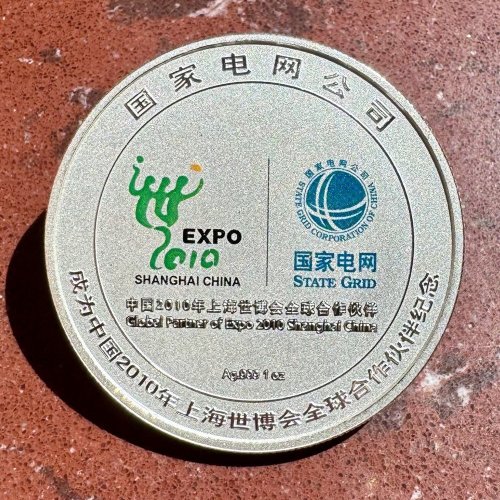 国家电网公司
EXPO
2010
SHANGHAI CHINA
国家电网公司
STATE GRID CORPORATION OF CHINA
国家电网
STATE GRID
中国2010年上海世博会全球合作伙伴
Global Partner of Expo 2010 Shanghai China
Ag999 1 oz
成为中国2010年上海世博会全球合作伙伴纪念